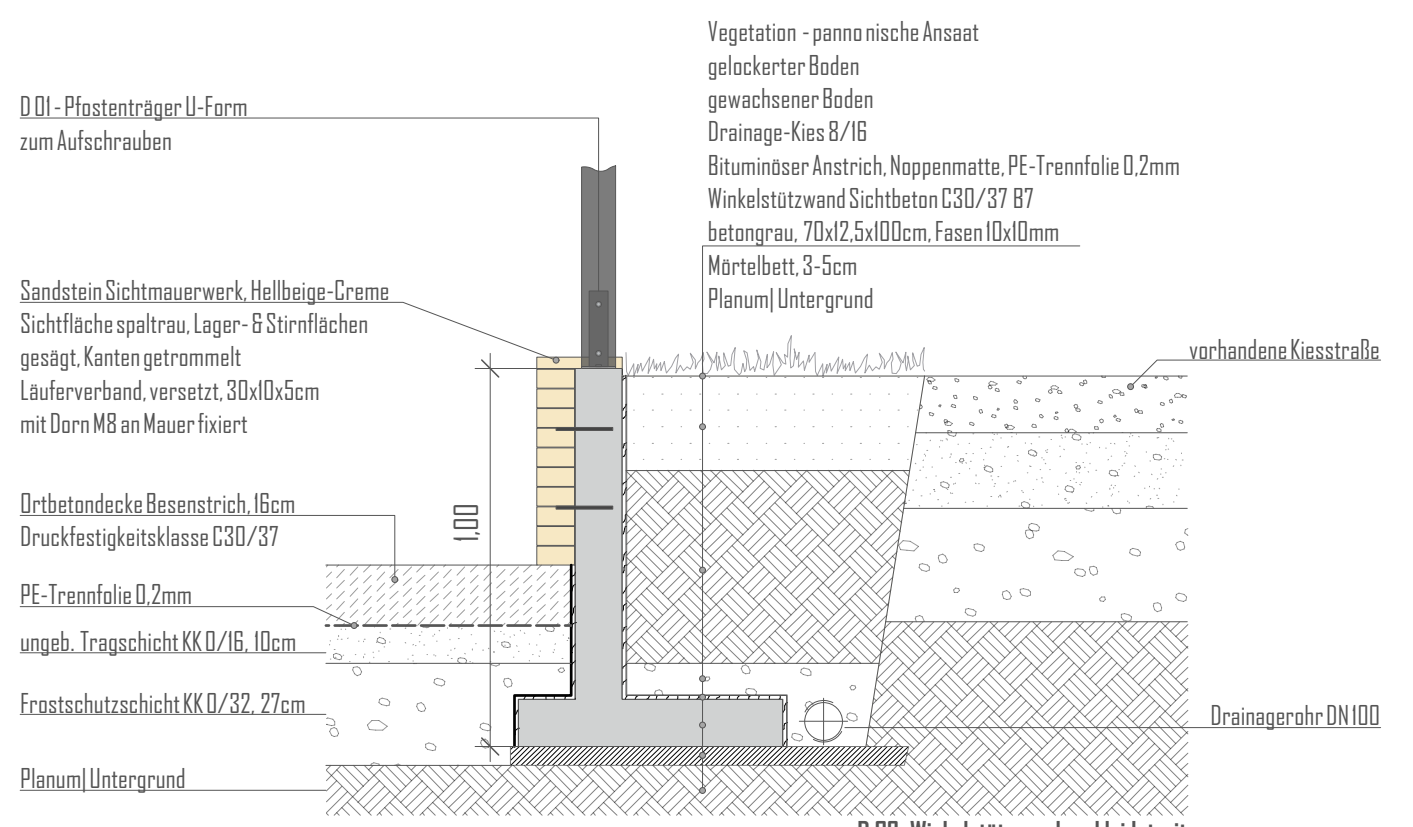 Vegetation - pannonische Ansaat
gelockerter Boden
gewachsener Boden
Drainage-Kies 8/16
Bituminöser Anstrich, Noppenmatte, PE-Trennfolie 0,2mm
Winkelstützwand Sichtbeton C30/37 B7
betongrau, 70x12,5x100cm, Fasen 10x10mm
Mörtelbett, 3-5cm
Planum| Untergrund
D 01 - Pfostenträger U-Form
zum Aufschrauben
Sandstein Sichtmauerwerk, Hellbeige-Creme
Sichtfläche spaltrau, Lager- & Stirnflächen
gesägt, Kanten getrommelt
Läuferverband, versetzt, 30x10x5cm
mit Dorn M8 an Mauer fixiert
Ortbetondecke Besenstrich, 16cm
Druckfestigkeitsklasse C30/37
PE-Trennfolie 0,2mm
ungeb. Tragschicht KK 0/16, 10cm
Frostschutzschicht KK 0/32, 27cm
Planum| Untergrund
1,00
vorhandene Kiesstraße
Drainagerohr DN 100